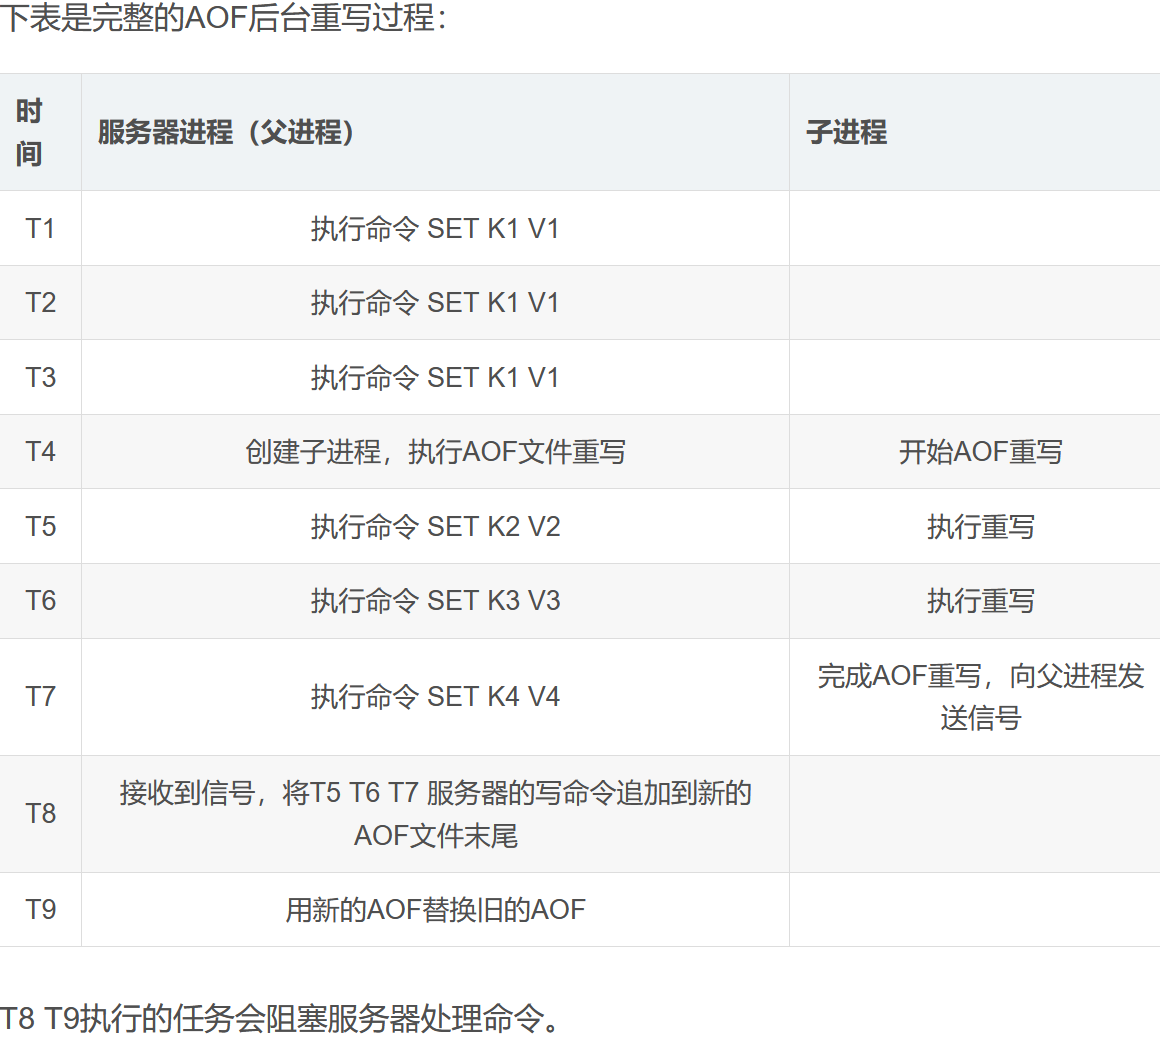 下表是完整的AOF后台重写过程：
时
间
服务器进程（父进程）
子进程
T1
执行命令 SET K1 V1
T2
执行命令 SET K1 V1
T3
执行命令 SET K1 V1
T4
创建子进程，执行AOF文件重写
开始AOF重写
T5
执行命令 SET K2 V2
执行重写
T6
执行命令 SET K3 V3
执行重写
T7
执行命令 SET K4 V4
完成AOF重写，向父进程发
送信号
T8
接收到信号，将T5 T6 T7 服务器的写命令追加到新的
AOF文件末尾
T9
用新的AOF替换旧的AOF
T8 T9执行的任务会阻塞服务器处理命令。